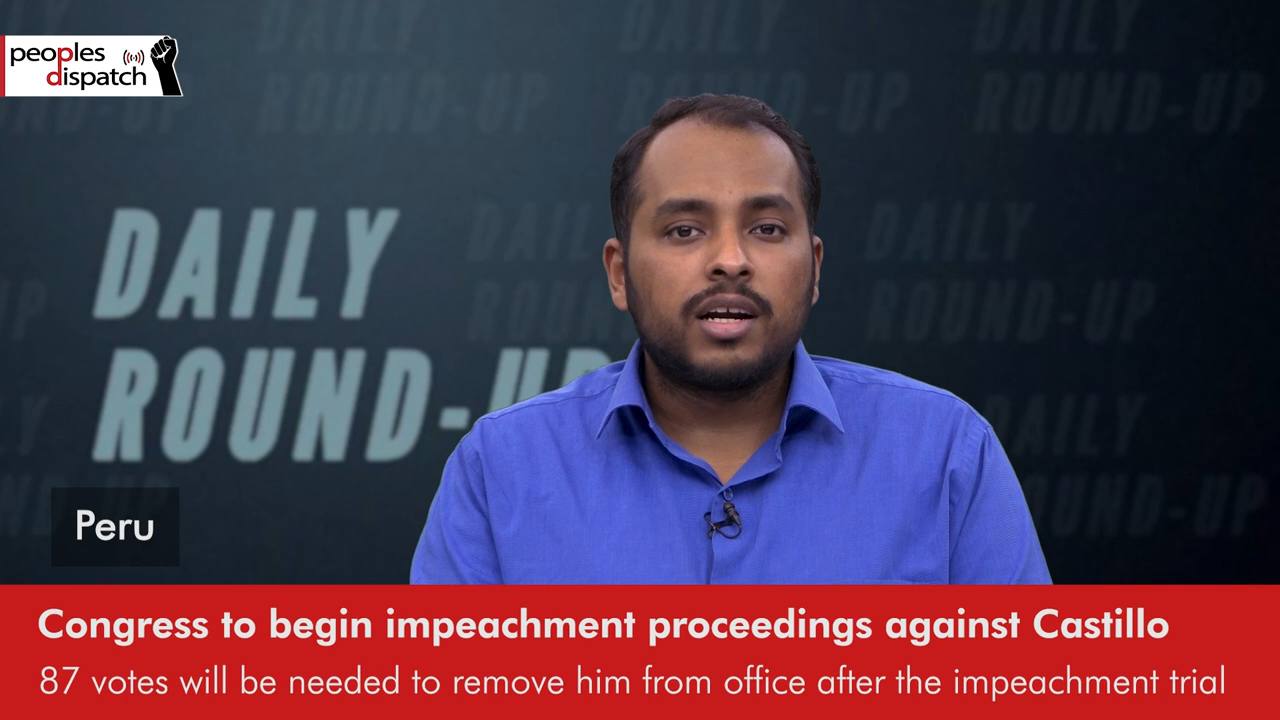 peoples
dispatch
DAILY
ROUND-UP
Peru
Congress to begin impeachment proceedings against Castillo
87 votes will be needed to remove him from office after the impeachment trial